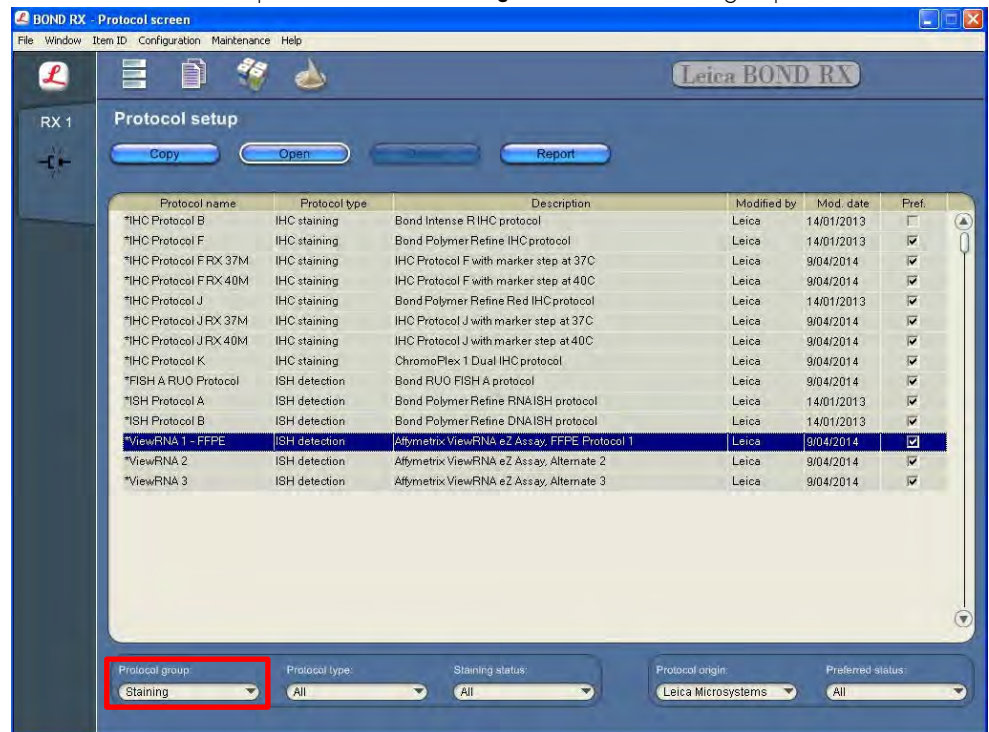 BOND RX - Protocol screen
File Window Item ID Configuration Maintenance Help
Leica BOND RX
RX 1
Protocol setup
Copy Open Report
Protocol name Protocol type Description Modified by Mod. date Pref.
*IHC Protocol B IHC staining Bond Intense R IHC protocol Leica 14/01/2013
*IHC Protocol F IHC staining Bond Polymer Refine IHC protocol Leica 14/01/2013
*IHC Protocol F RX 37M IHC staining IHC Protocol F with marker step at 37C Leica 9/04/2014
*IHC Protocol F RX 40M IHC staining IHC Protocol F with marker step at 40C Leica 9/04/2014
*IHC Protocol J IHC staining Bond Polymer Refine Red IHC protocol Leica 14/01/2013
*IHC Protocol J RX 37M IHC staining IHC Protocol J with marker step at 37C Leica 9/04/2014
*IHC Protocol J RX 40M IHC staining IHC Protocol J with marker step at 40C Leica 9/04/2014
*IHC Protocol K IHC staining ChromoPlex 1 Dual IHC protocol Leica 9/04/2014
*FISH A RUO Protocol ISH detection Bond RUO FISH A protocol Leica 9/04/2014
*ISH Protocol A ISH detection Bond Polymer Refine RNA ISH protocol Leica 14/01/2013
*ISH Protocol B ISH detection Bond Polymer Refine DNA ISH protocol Leica 14/01/2013
*ViewRNA 1 - FFPE ISH detection Affymetrix ViewRNA eZ Assay, FFPE Protocol 1 Leica 9/04/2014
*ViewRNA 2 ISH detection Affymetrix ViewRNA eZ Assay, Alternate 2 Leica 9/04/2014
*ViewRNA 3 ISH detection Affymetrix ViewRNA eZ Assay, Alternate 3 Leica 9/04/2014
Protocol group: Protocol type: Staining status: Protocol origin: Preferred status:
Staining All All Leica Microsystems All